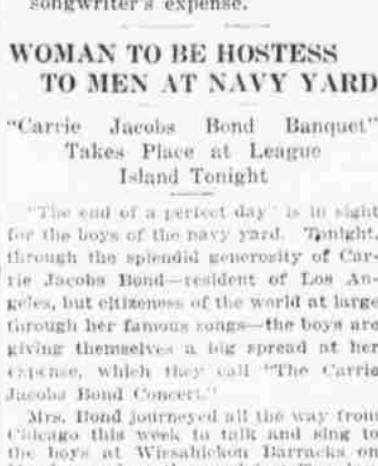 songwriter's expense.
WOMAN TO BE HOSTESS
TO MEN AT NAVY YARD
"Carrie Jacobs Bond Banquet"
Takes Place at League
Island Tonight
"The end of a perfect day" is in sight
for the boys of the navy yard. Tonight,
through the splendid generosity of Car-
rie Jacobs Bond—resident of Los An-
geles, but citizeness of the world at large
through her famous songs—the boys are
giving themselves a big spread at her
expense, which they call "The Carrie
Jacobs Bond Concert."
Mrs. Bond journeyed all the way from
Chicago this week to talk and sing to
the boys at Wissahickon Barracks on